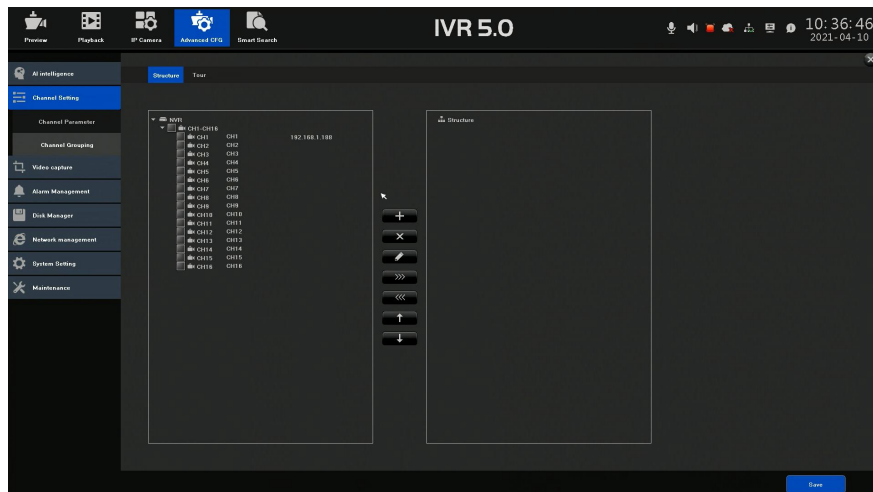 Preview Playback IP Camera Advanced CFG Smart Search
IVR 5.0
10:36:46
2021-04-10
AI intelligence
Channel Setting
Channel Parameter
Channel Grouping
Video capture
Alarm Management
Disk Manager
Network management
System Setting
Maintenance
Structure Tour
NVR
CH1-CH16
CH1 CH1 192.168.1.108
CH2 CH2
CH3 CH3
CH4 CH4
CH5 CH5
CH6 CH6
CH7 CH7
CH8 CH8
CH9 CH9
CH10 CH10
CH11 CH11
CH12 CH12
CH13 CH13
CH14 CH14
CH15 CH15
CH16 CH16
Structure
Save